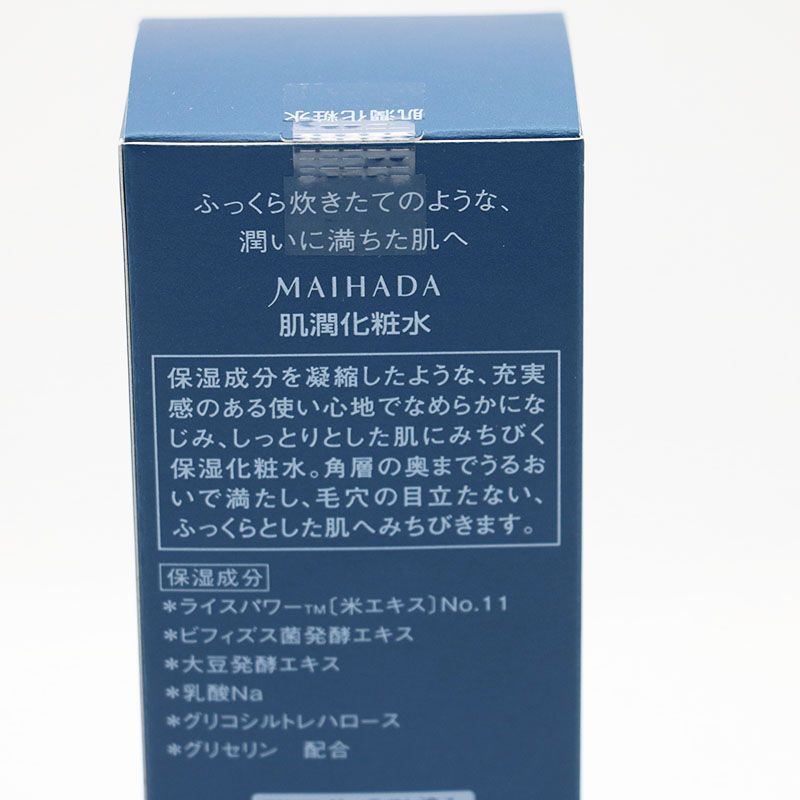 肌潤化粧水
ふっくら炊きたてのような、
潤いに満ちた肌へ
MAIHADA
肌潤化粧水
保湿成分を凝縮したような、充実
感のある使い心地でなめらかにな
じみ、しっとりとした肌にみちびく
保湿化粧水。角層の奥までうるお
いで満たし、毛穴の目立たない、
ふっくらとした肌へみちびきます。
保湿成分
*ライスパワー™〔米エキス〕No.11
*ビフィズス菌発酵エキス
*大豆発酵エキス
*乳酸Na
*グリコシルトレハロース
*グリセリン 配合